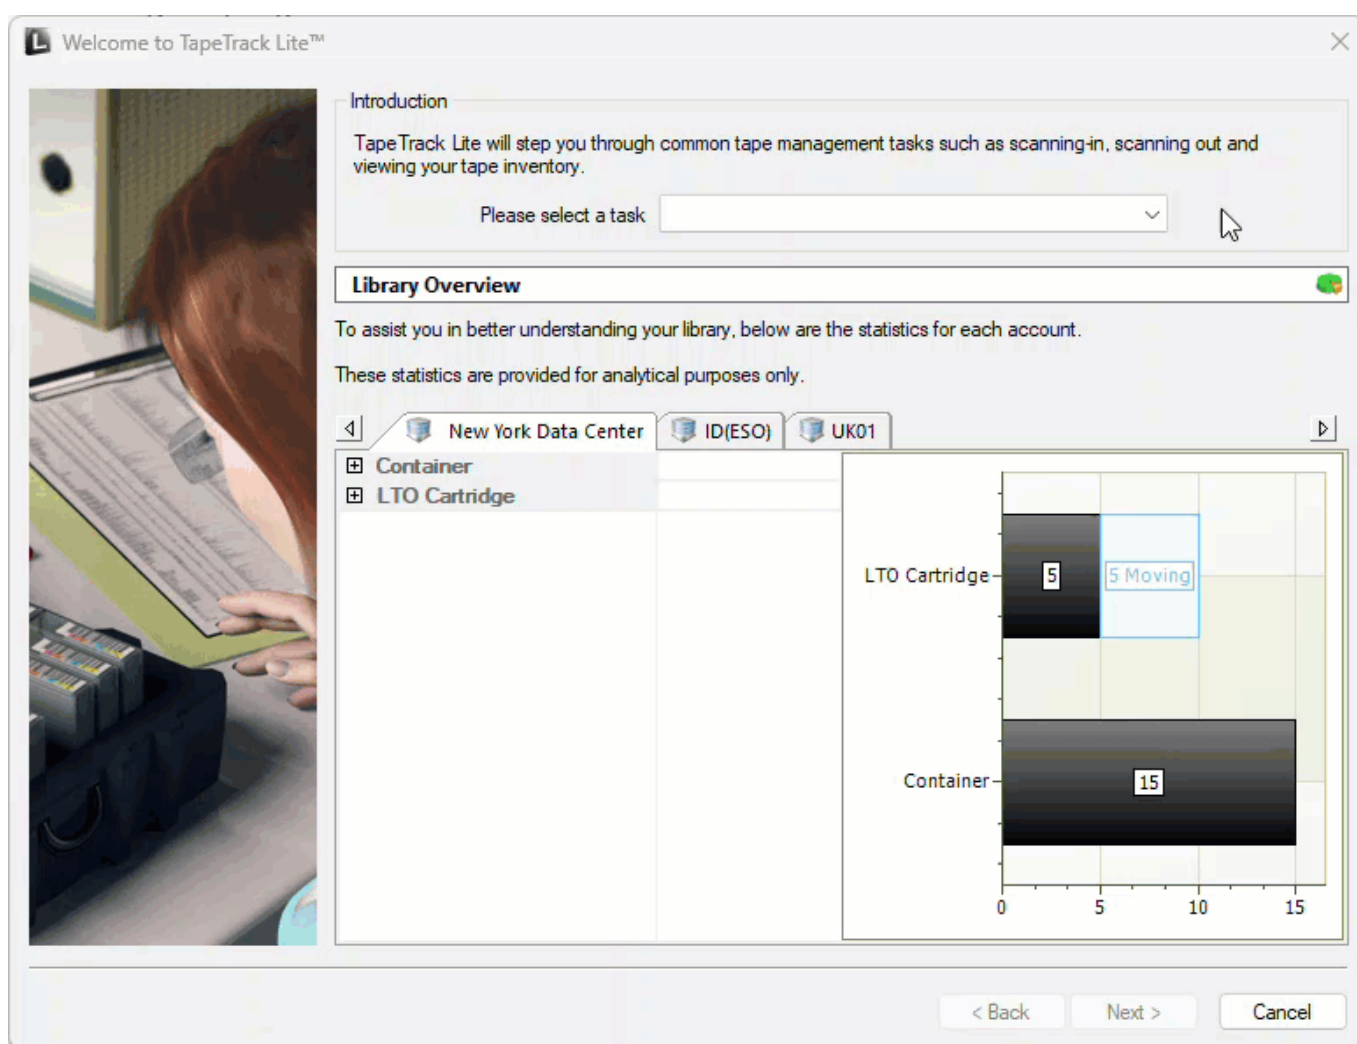 Welcome to TapeTrack Lite™
Introduction
TapeTrack Lite will step you through common tape management tasks such as scanning-in, scanning out and
viewing your tape inventory.
Please select a task
Library Overview
To assist you in better understanding your library, below are the statistics for each account.
These statistics are provided for analytical purposes only.
New York Data Center
ID(ESO)
UK01
Container
LTO Cartridge
LTO Cartridge
5
5 Moving
Container
15
0 5 10 15
< Back
Next >
Cancel